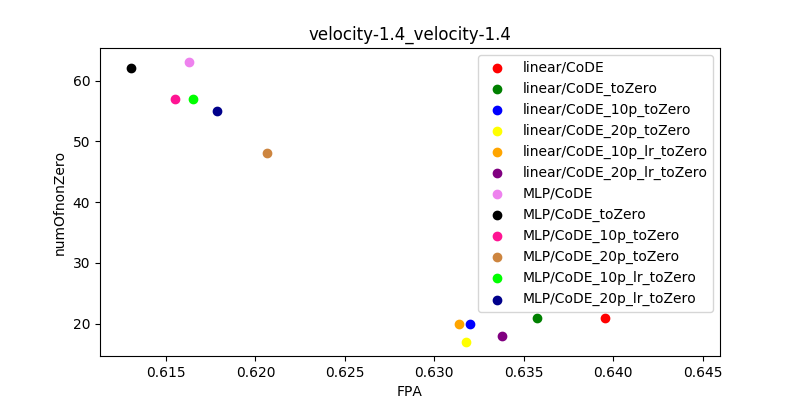 velocity-1.4_velocity-1.4
numOfnonZero
60
50
40
30
20
linear/CoDE
linear/CoDE_toZero
linear/CoDE_10p_toZero
linear/CoDE_20p_toZero
linear/CoDE_10p_lr_toZero
linear/CoDE_20p_lr_toZero
MLP/CoDE
MLP/CoDE_toZero
MLP/CoDE_10p_toZero
MLP/CoDE_20p_toZero
MLP/CoDE_10p_lr_toZero
MLP/CoDE_20p_lr_toZero
0.615 0.620 0.625 0.630 0.635 0.640 0.645
FPA